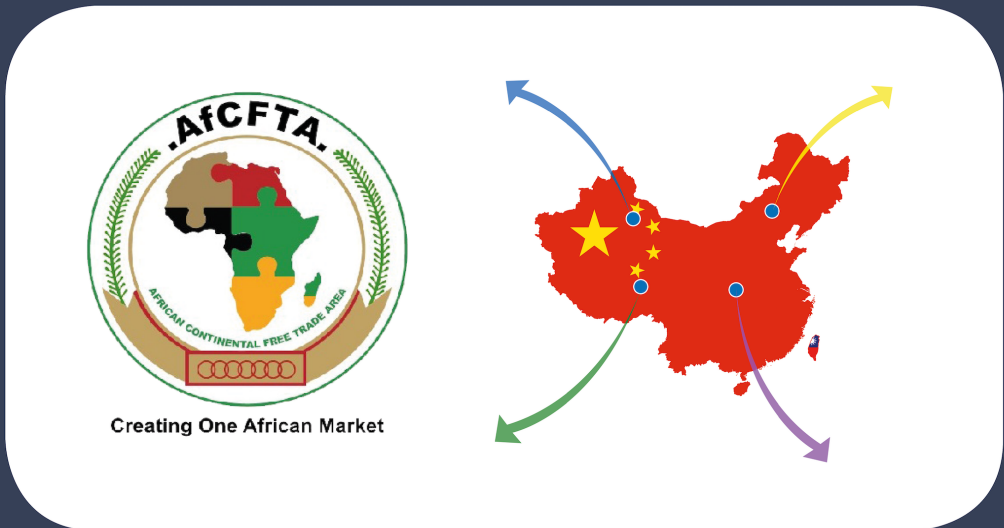 .AfCFTA.
AFRICAN CONTINENTAL FREE TRADE AREA
Creating One African Market